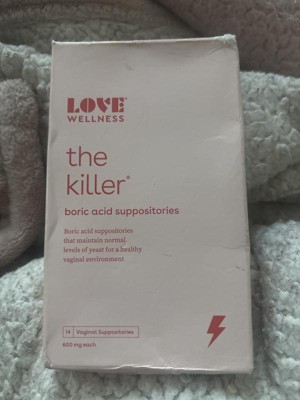 LOVE
WELLNESS
the
killer®
boric acid suppositories
Boric acid suppositories
that maintain normal
levels of yeast for a healthy
vaginal environment
14 | Vaginal Suppositories
600 mg each